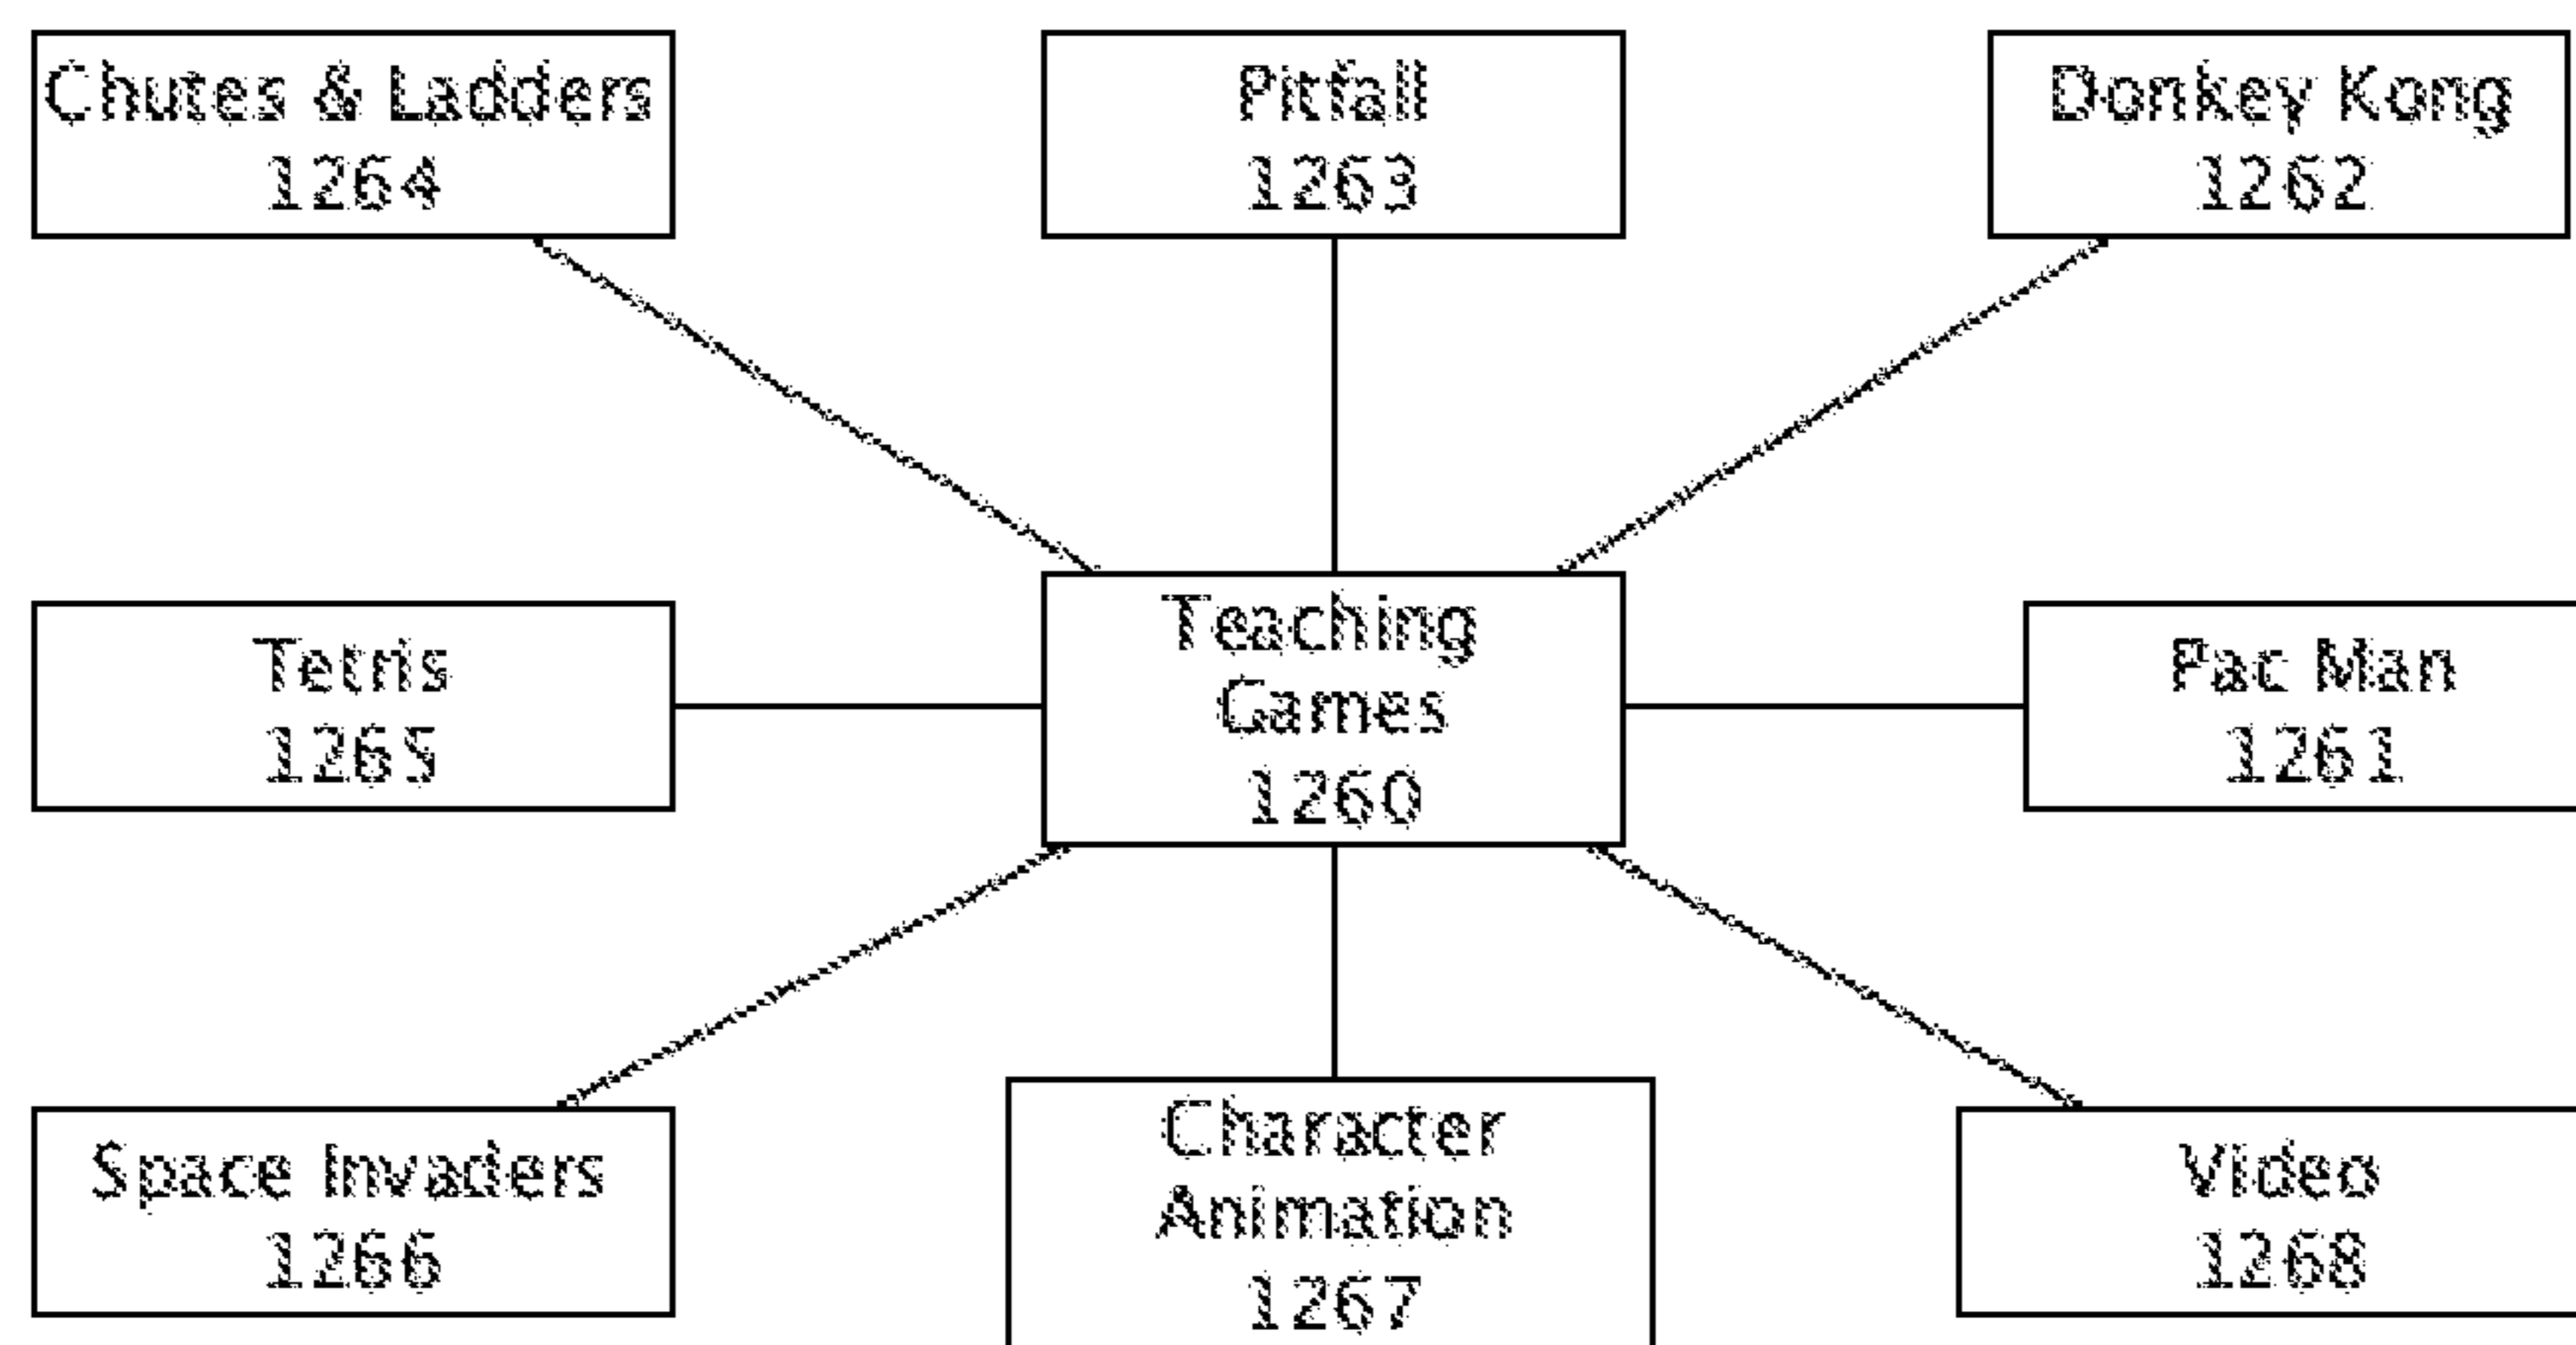 Chutes & Ladders
1264
Pitfall
1263
Donkey Kong
1262
Tetris
1265
Teaching
Games
1260
Pac Man
1261
Space Invaders
1266
Character
Animation
1267
Video
1268